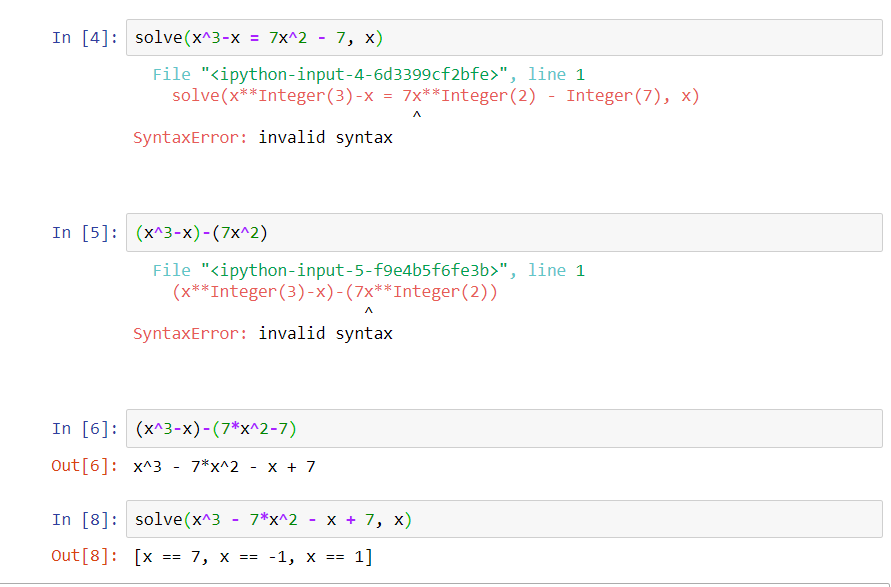 In [4]: solve(x^3-x = 7x^2 - 7, x)
File "<ipython-input-4-6d3399cf2bfe>", line 1
solve(x**Integer(3)-x = 7x**Integer(2) - Integer(7), x)
^
SyntaxError: invalid syntax
In [5]: (x^3-x)-(7x^2)
File "<ipython-input-5-f9e4b5f6fe3b>", line 1
(x**Integer(3)-x)-(7x**Integer(2))
^
SyntaxError: invalid syntax
In [6]: (x^3-x)-(7*x^2-7)
Out[6]: x^3 - 7*x^2 - x + 7
In [8]: solve(x^3 - 7*x^2 - x + 7, x)
Out[8]: [x == 7, x == -1, x == 1]